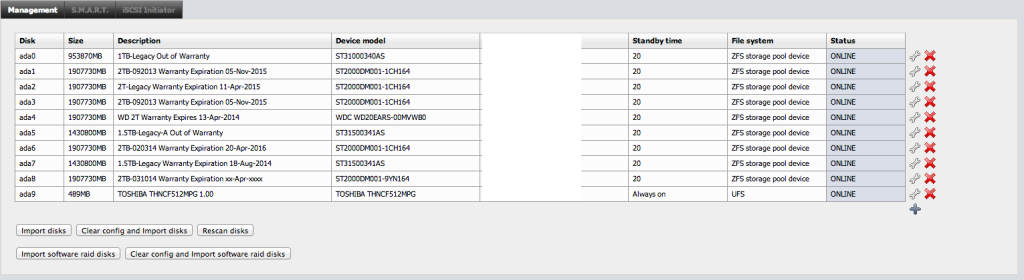 Management S.M.A.R.T. iSCSI Initiator
Disk Size Description Device model Standby time File system Status
ada0 953870MB 1TB-Legacy Out of Warranty ST31000340AS 20 ZFS storage pool device ONLINE
ada1 1907730MB 2TB-092013 Warranty Expiration 05-Nov-2015 ST2000DM001-1CH164 20 ZFS storage pool device ONLINE
ada2 1907730MB 2T-Legacy Warranty Expiration 11-Apr-2015 ST2000DM001-1CH164 20 ZFS storage pool device ONLINE
ada3 1907730MB 2TB-092013 Warranty Expiration 05-Nov-2015 ST2000DM001-1CH164 20 ZFS storage pool device ONLINE
ada4 1907730MB WD 2T Warranty Expires 13-Apr-2014 WDC WD20EARS-00MVWB0 20 ZFS storage pool device ONLINE
ada5 1430800MB 1.5TB-Legacy-A Out of Warranty ST31500341AS 20 ZFS storage pool device ONLINE
ada6 1907730MB 2TB-020314 Warranty Expiration 20-Apr-2016 ST2000DM001-1CH164 20 ZFS storage pool device ONLINE
ada7 1430800MB 1.5TB-Legacy Warranty Expiration 18-Aug-2014 ST31500341AS 20 ZFS storage pool device ONLINE
ada8 1907730MB 2TB-031014 Warranty Expiration xx-Apr-xxxx ST2000DM001-9YN164 20 ZFS storage pool device ONLINE
ada9 489MB TOSHIBA THNCF512MPG 1.00 TOSHIBA THNCF512MPG Always on UFS ONLINE
Import disks Clear config and Import disks Rescan disks
Import software raid disks Clear config and Import software raid disks